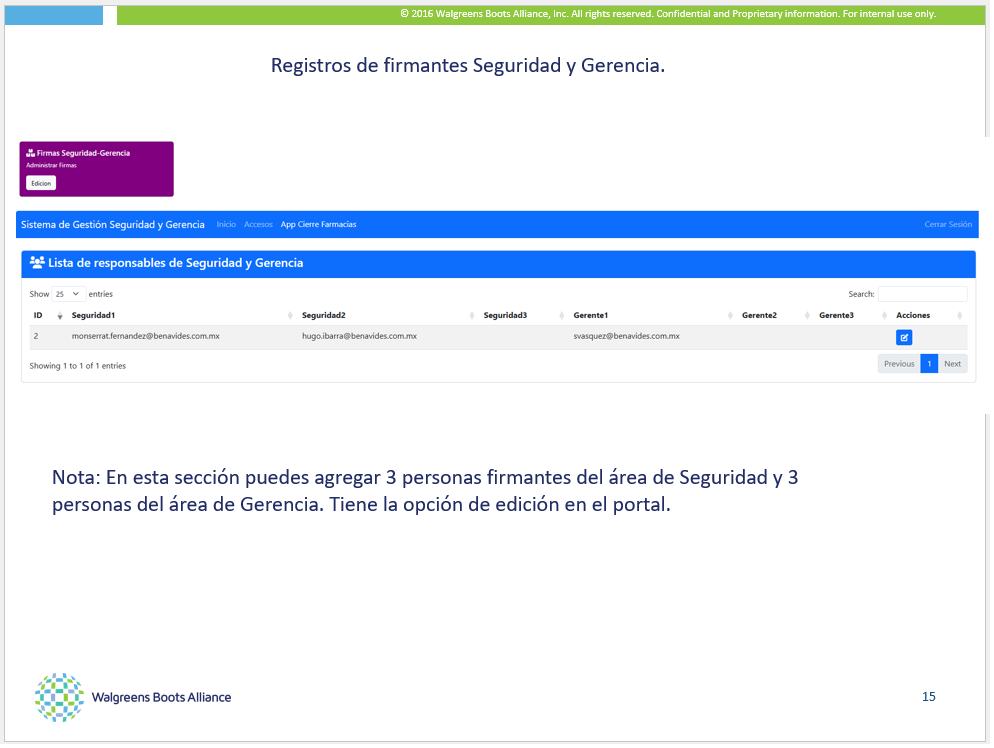 © 2016 Walgreens Boots Alliance, Inc. All rights reserved. Confidential and Proprietary information. For internal use only.
Registros de firmantes Seguridad y Gerencia.
Firmas Seguridad-Gerencia
Administrar Firmas
Edicion
Sistema de Gestión Seguridad y Gerencia Inicio Accesos App Cierre Farmacias Cerrar Sesión
Lista de responsables de Seguridad y Gerencia
Show 25 entries Search:
ID Seguridad1 Seguridad2 Seguridad3 Gerente1 Gerente2 Gerente3 Acciones
2 monserrat.fernandez@benavides.com.mx hugo.ibarra@benavides.com.mx svasquez@benavides.com.mx
Showing 1 to 1 of 1 entries Previous 1 Next
Nota: En esta sección puedes agregar 3 personas firmantes del área de Seguridad y 3
personas del área de Gerencia. Tiene la opción de edición en el portal.
Walgreens Boots Alliance
15